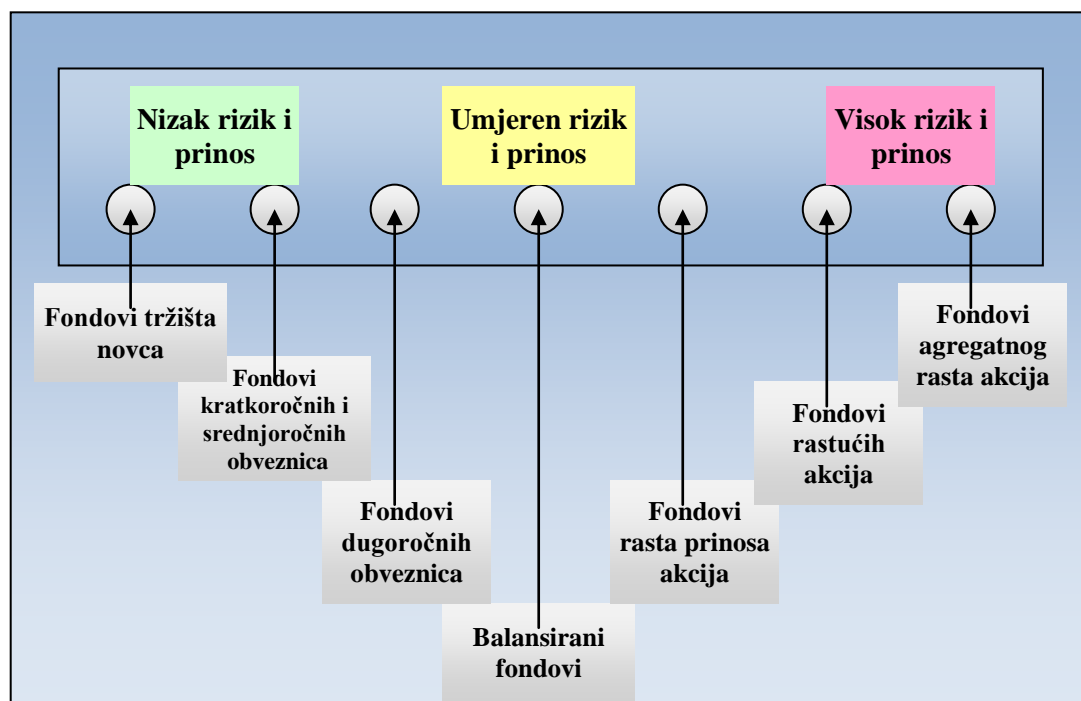 Nizak rizik i
prinos
Umjeren rizik
i prinos
Visok rizik i
prinos
Fondovi tržišta
novca
Fondovi
kratkoročnih i
srednjoročnih
obveznica
Fondovi
dugoročnih
obveznica
Balansirani
fondovi
Fondovi
rasta prinosa
akcija
Fondovi
rastućih
akcija
Fondovi
agregatnog
rasta akcija